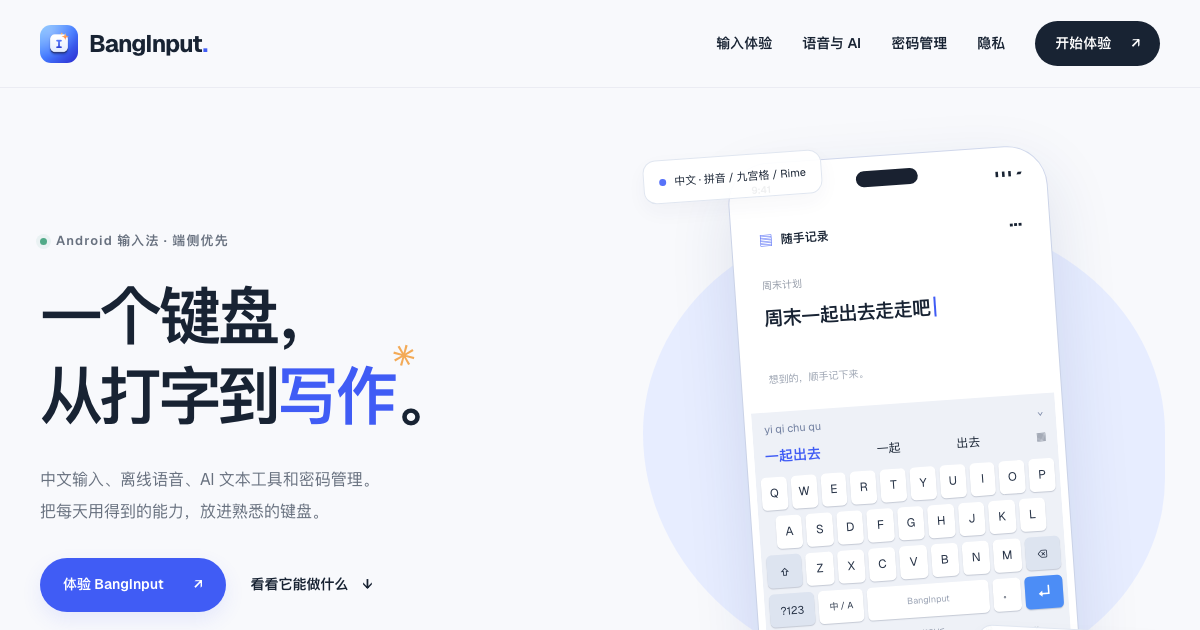 BangInput.
输入体验
语音与 AI
密码管理
隐私
开始体验
中文 · 拼音 / 九宫格 / Rime
9:41
随手记录
Android 输入法 · 端侧优先
周末计划
周末一起出去走走吧
一个键盘，
从打字到写作。
想到的，顺手记下来。
yi qi chu qu
一起出去
一起
出去
中文输入、离线语音、AI 文本工具和密码管理。
把每天用得到的能力，放进熟悉的键盘。
Q W E R T Y U I O P
A S D F G H J K L
Z X C V B N M
?123
中 / A
BangInput
.
体验 BangInput
看看它能做什么